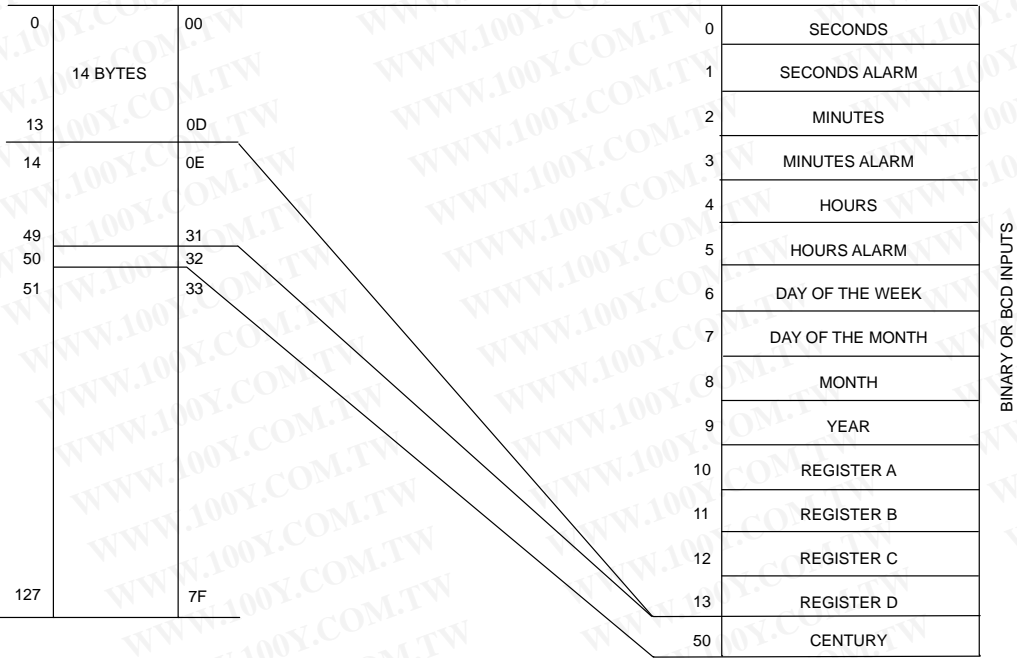 0 00
14 BYTES
13 0D
14 0E
49 31
50 32
51 33
127 7F
0 SECONDS
1 SECONDS ALARM
2 MINUTES
3 MINUTES ALARM
4 HOURS
5 HOURS ALARM
6 DAY OF THE WEEK
7 DAY OF THE MONTH
8 MONTH
9 YEAR
10 REGISTER A
11 REGISTER B
12 REGISTER C
13 REGISTER D
50 CENTURY
BINARY OR BCD INPUTS
WWW.100Y.COM.TW